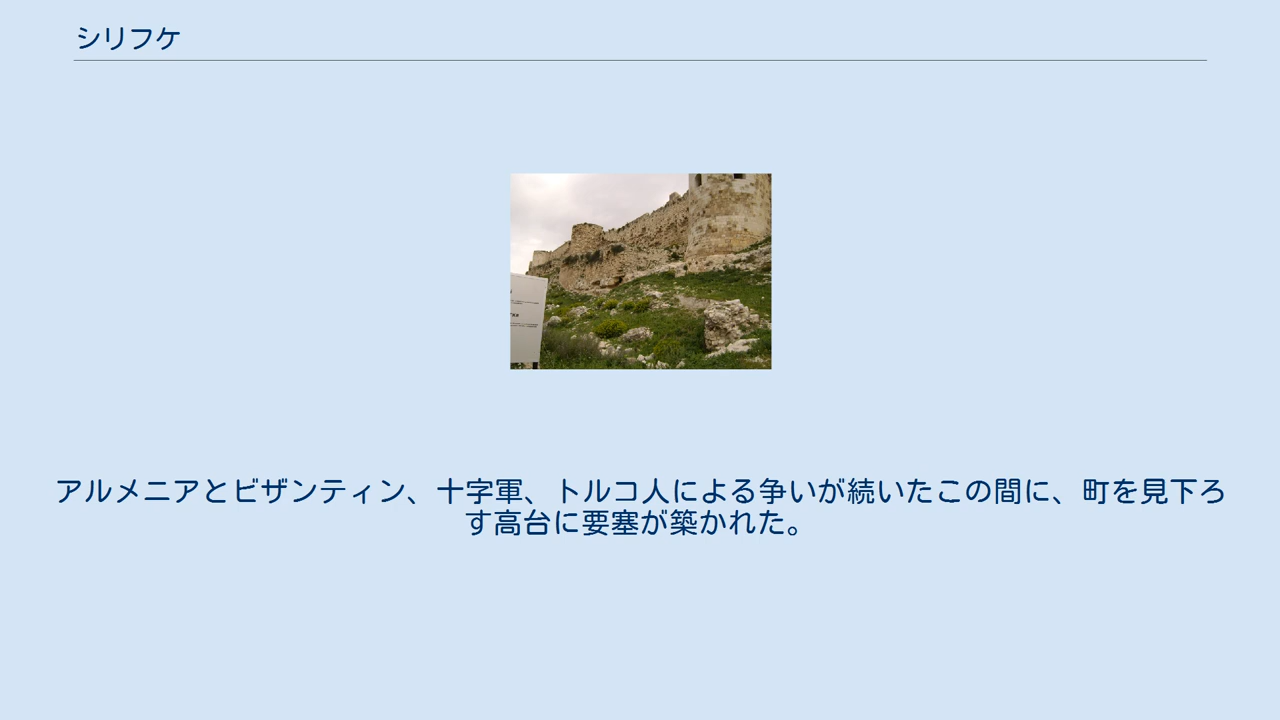 シリフケ
アルメニアとビザンティン、十字軍、トルコ人による争いが続いたこの間に、町を見下ろ
す高台に要塞が築かれた。